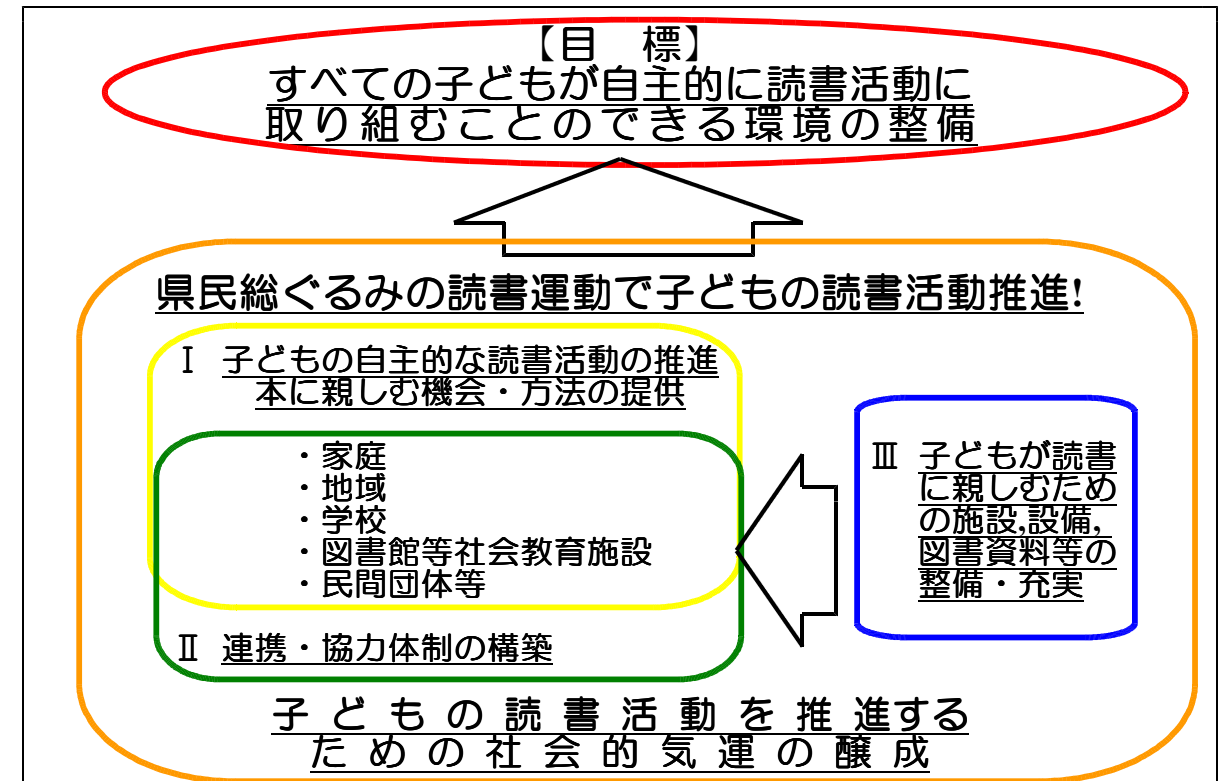 【目　標】
すべての子どもが自主的に読書活動に
取り組むことのできる環境の整備
県民総ぐるみの読書運動で子どもの読書活動推進!
Ⅰ　子どもの自主的な読書活動の推進
本に親しむ機会・方法の提供
・家庭
・地域
・学校
・図書館等社会教育施設
・民間団体等
Ⅱ　連携・協力体制の構築
Ⅲ　子どもが読書
に親しむため
の施設,設備,
図書資料等の
整備・充実
子どもの読書活動を推進する
ための社会的気運の醸成